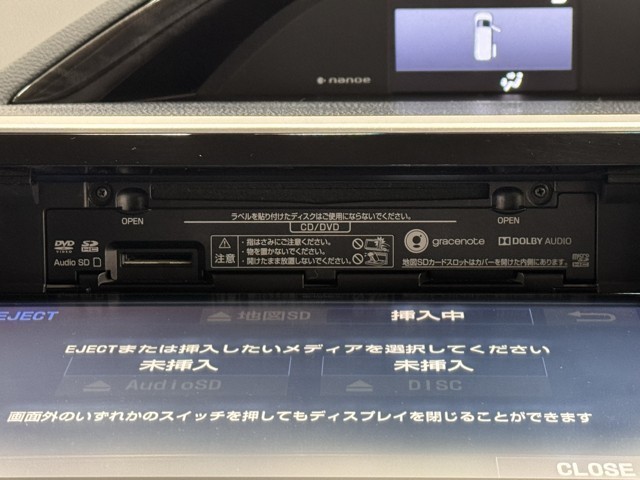 nanoe
ラベルを貼り付けたディスクはご使用にならないでください。
OPEN
CD/DVD
OPEN
DVD VIDEO
SD
Audio SD
注意
・指はさみにご注意ください。
・物を置かないでください。
・開けたまま放置しないでください。
gracenote
DOLBY AUDIO
地図SDカードスロットはカバーを開けた内側にあります。
EJECT
地図SD
挿入中
EJECTまたは挿入したいメディアを選択してください
未挿入
未挿入
AudioSD
DISC
画面外のいずれかのスイッチを押してもディスプレイを閉じることができます
CLOSE